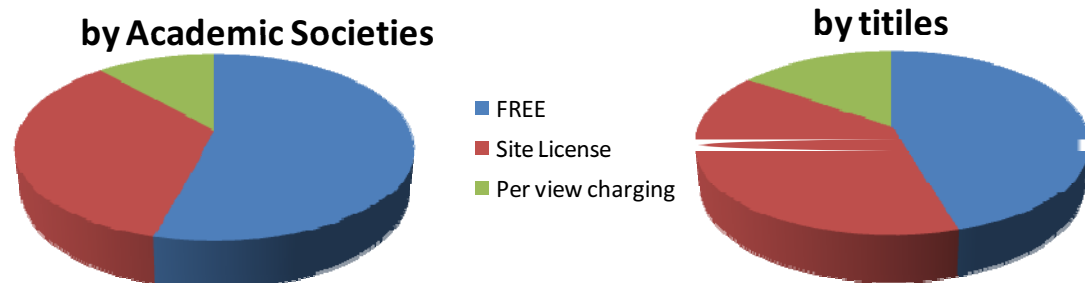 by Academic Societies
by titiles
FREE
Site License
Per view charging